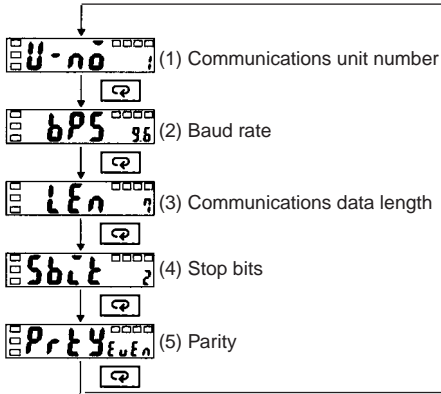 U-no 1 (1) Communications unit number
bPS 9.6 (2) Baud rate
LEn 7 (3) Communications data length
Sbit 2 (4) Stop bits
PrtY EuEn (5) Parity